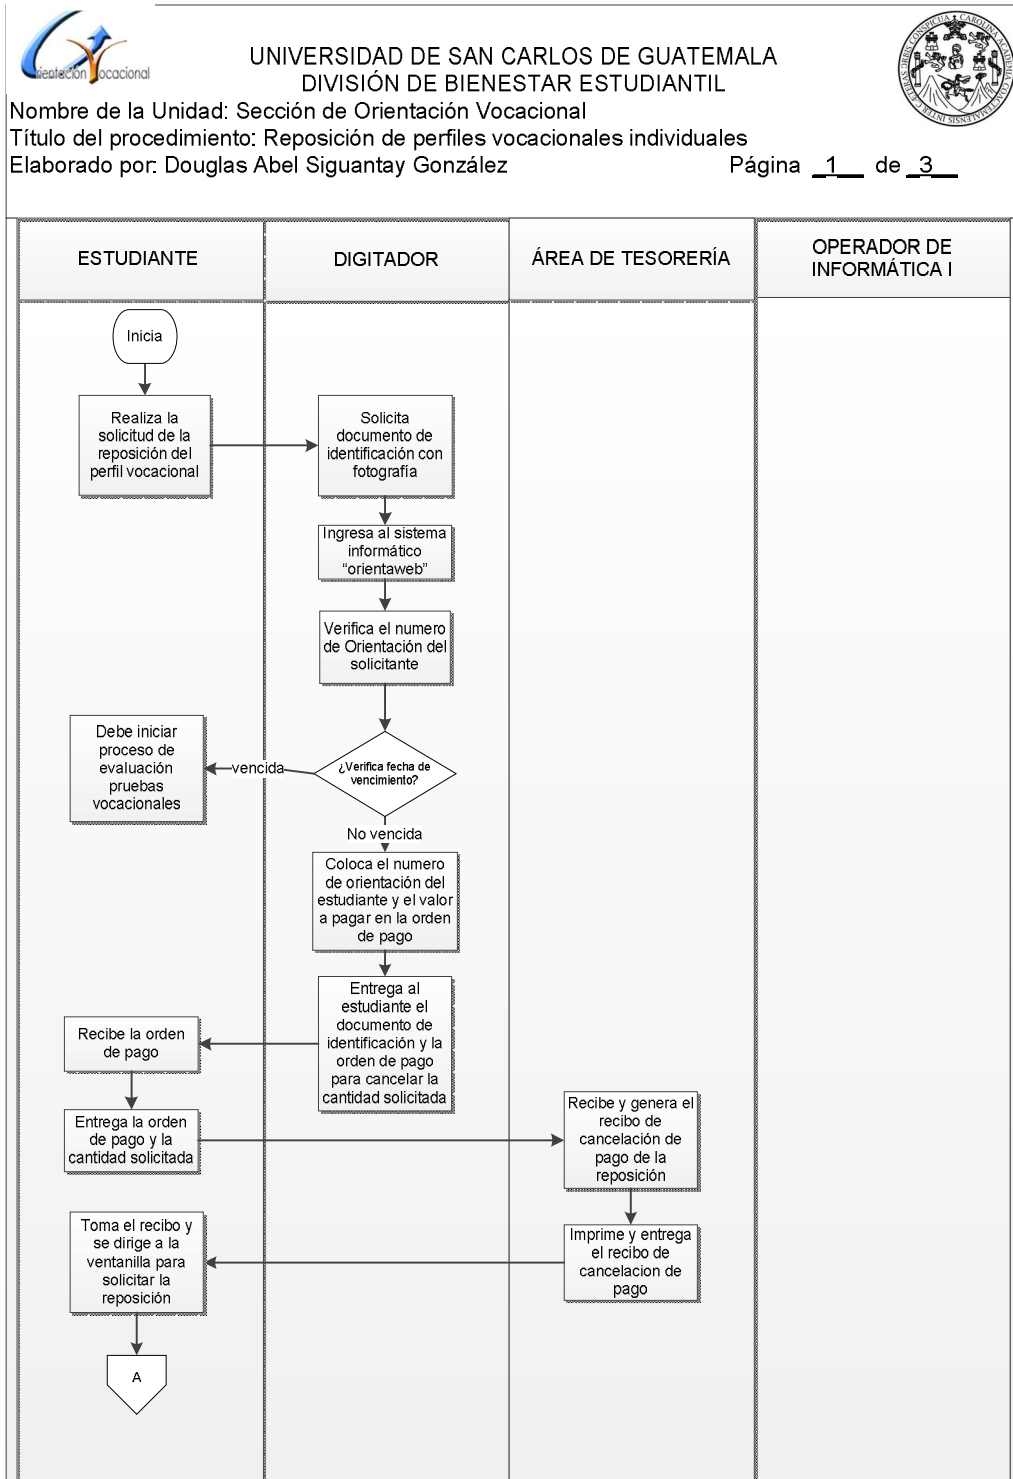 Orientación Vocacional
UNIVERSIDAD DE SAN CARLOS DE GUATEMALA
DIVISIÓN DE BIENESTAR ESTUDIANTIL
Nombre de la Unidad: Sección de Orientación Vocacional
Título del procedimiento: Reposición de perfiles vocacionales individuales
Elaborado por: Douglas Abel Siguantay González
Página _1__ de _3__
ESTUDIANTE
DIGITADOR
ÁREA DE TESORERÍA
OPERADOR DE
INFORMÁTICA I
Inicia
Realiza la
solicitud de la
reposición del
perfil vocacional
Solicita
documento de
identificación con
fotografía
Ingresa al sistema
informático
“orientaweb”
Verifica el numero
de Orientación del
solicitante
¿Verifica fecha de
vencimiento?
vencida
Debe iniciar
proceso de
evaluación
pruebas
vocacionales
No vencida
Coloca el numero
de orientación del
estudiante y el valor
a pagar en la orden
de pago
Entrega al
estudiante el
documento de
identificación y la
orden de pago
para cancelar la
cantidad solicitada
Recibe la orden
de pago
Entrega la orden
de pago y la
cantidad solicitada
Recibe y genera el
recibo de
cancelación de
pago de la
reposición
Imprime y entrega
el recibo de
cancelacion de
pago
Toma el recibo y
se dirige a la
ventanilla para
solicitar la
reposición
A